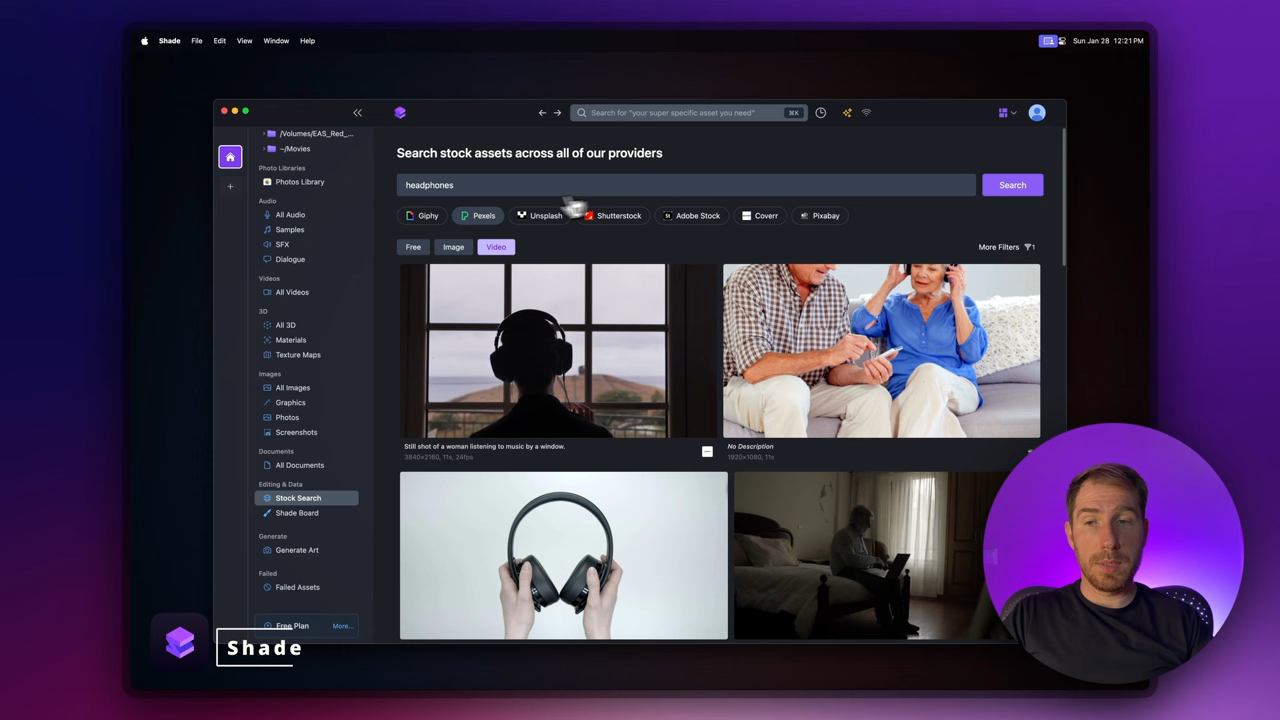 Shade File Edit View Window Help
Sun Jan 28 12:21 PM
Search for "your super specific asset you need" ⌘K
/Volumes/EAS_Red_...
~/Movies
Photo Libraries
Photos Library
Audio
All Audio
Samples
SFX
Dialogue
Videos
All Videos
3D
All 3D
Materials
Texture Maps
Images
All Images
Graphics
Photos
Screenshots
Documents
All Documents
Editing & Data
Stock Search
Shade Board
Generate
Generate Art
Failed
Failed Assets
Free Plan More...
Search stock assets across all of our providers
headphones Search
Giphy Pexels Unsplash Shutterstock Adobe Stock Coverr Pixabay
Free Image Video More Filters 1
Still shot of a woman listening to music by a window.
3840×2160, 11s, 24fps
No Description
1920×1080, 11s
Shade